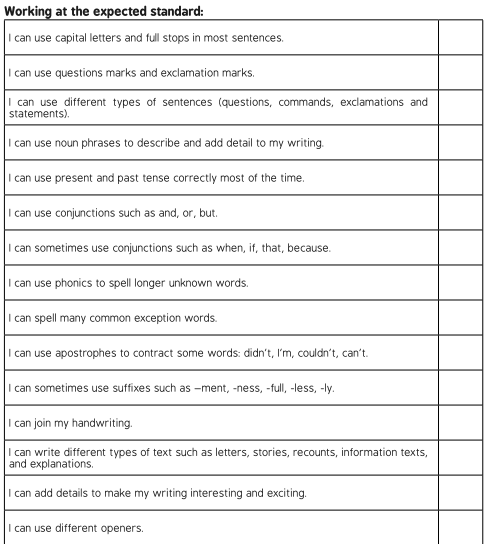 Working at the expected standard:
I can use capital letters and full stops in most sentences.
I can use questions marks and exclamation marks.
I can use different types of sentences (questions, commands, exclamations and
statements).
I can use noun phrases to describe and add detail to my writing.
I can use present and past tense correctly most of the time.
I can use conjunctions such as and, or, but.
I can sometimes use conjunctions such as when, if, that, because.
I can use phonics to spell longer unknown words.
I can spell many common exception words.
I can use apostrophes to contract some words: didn't, I'm, couldn't, can't.
I can sometimes use suffixes such as –ment, -ness, -full, -less, -ly.
I can join my handwriting.
I can write different types of text such as letters, stories, recounts, information texts,
and explanations.
I can add details to make my writing interesting and exciting.
I can use different openers.